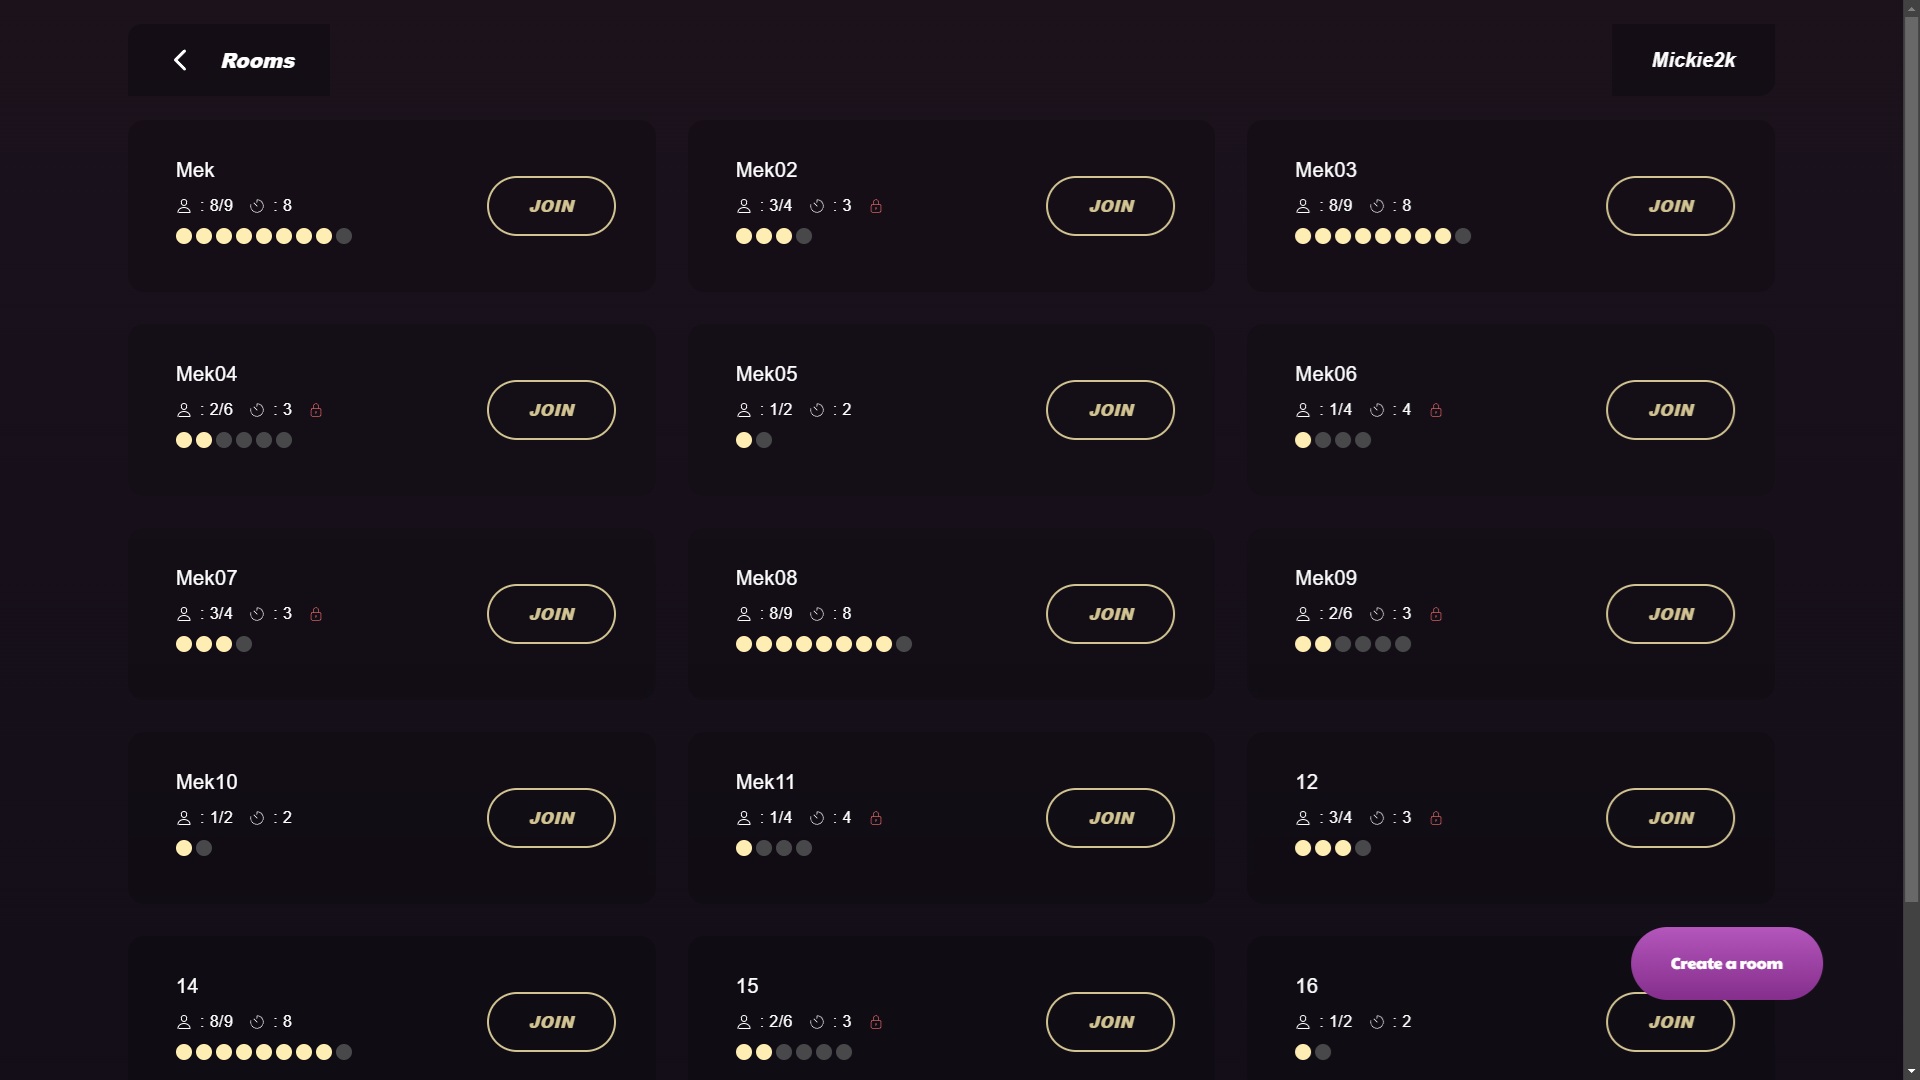 Rooms
Mickie2k
Mek
: 8/9 : 8
JOIN
Mek02
: 3/4 : 3
JOIN
Mek03
: 8/9 : 8
JOIN
Mek04
: 2/6 : 3
JOIN
Mek05
: 1/2 : 2
JOIN
Mek06
: 1/4 : 4
JOIN
Mek07
: 3/4 : 3
JOIN
Mek08
: 8/9 : 8
JOIN
Mek09
: 2/6 : 3
JOIN
Mek10
: 1/2 : 2
JOIN
Mek11
: 1/4 : 4
JOIN
12
: 3/4 : 3
JOIN
14
: 8/9 : 8
JOIN
15
: 2/6 : 3
JOIN
16
: 1/2 : 2
JOIN
Create a room